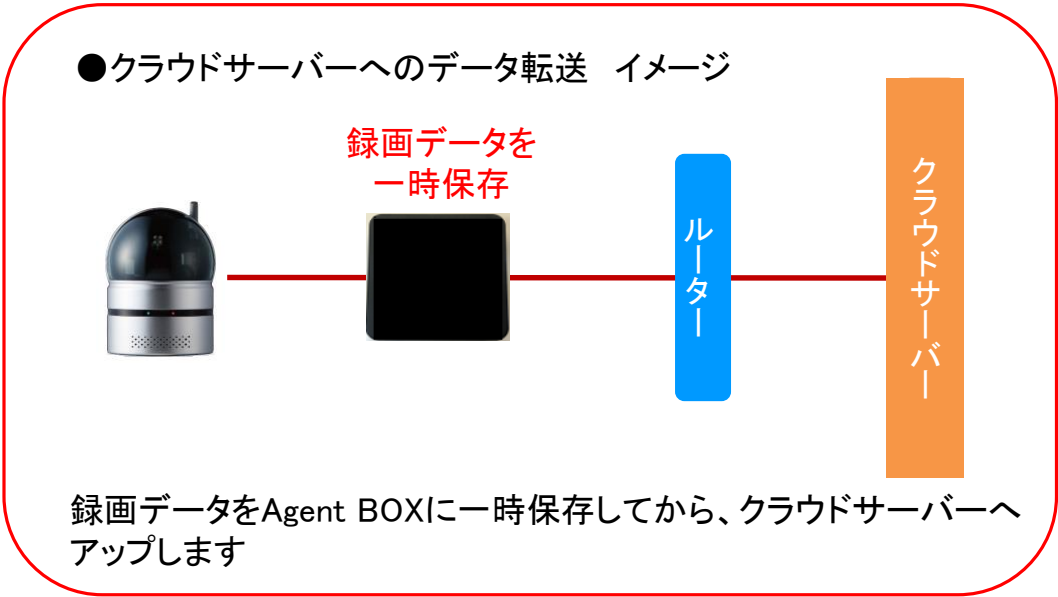 ●クラウドサーバーへのデータ転送　イメージ
録画データを
一時保存
ルーター
クラウドサーバー
録画データをAgent BOXに一時保存してから、クラウドサーバーへ
アップします